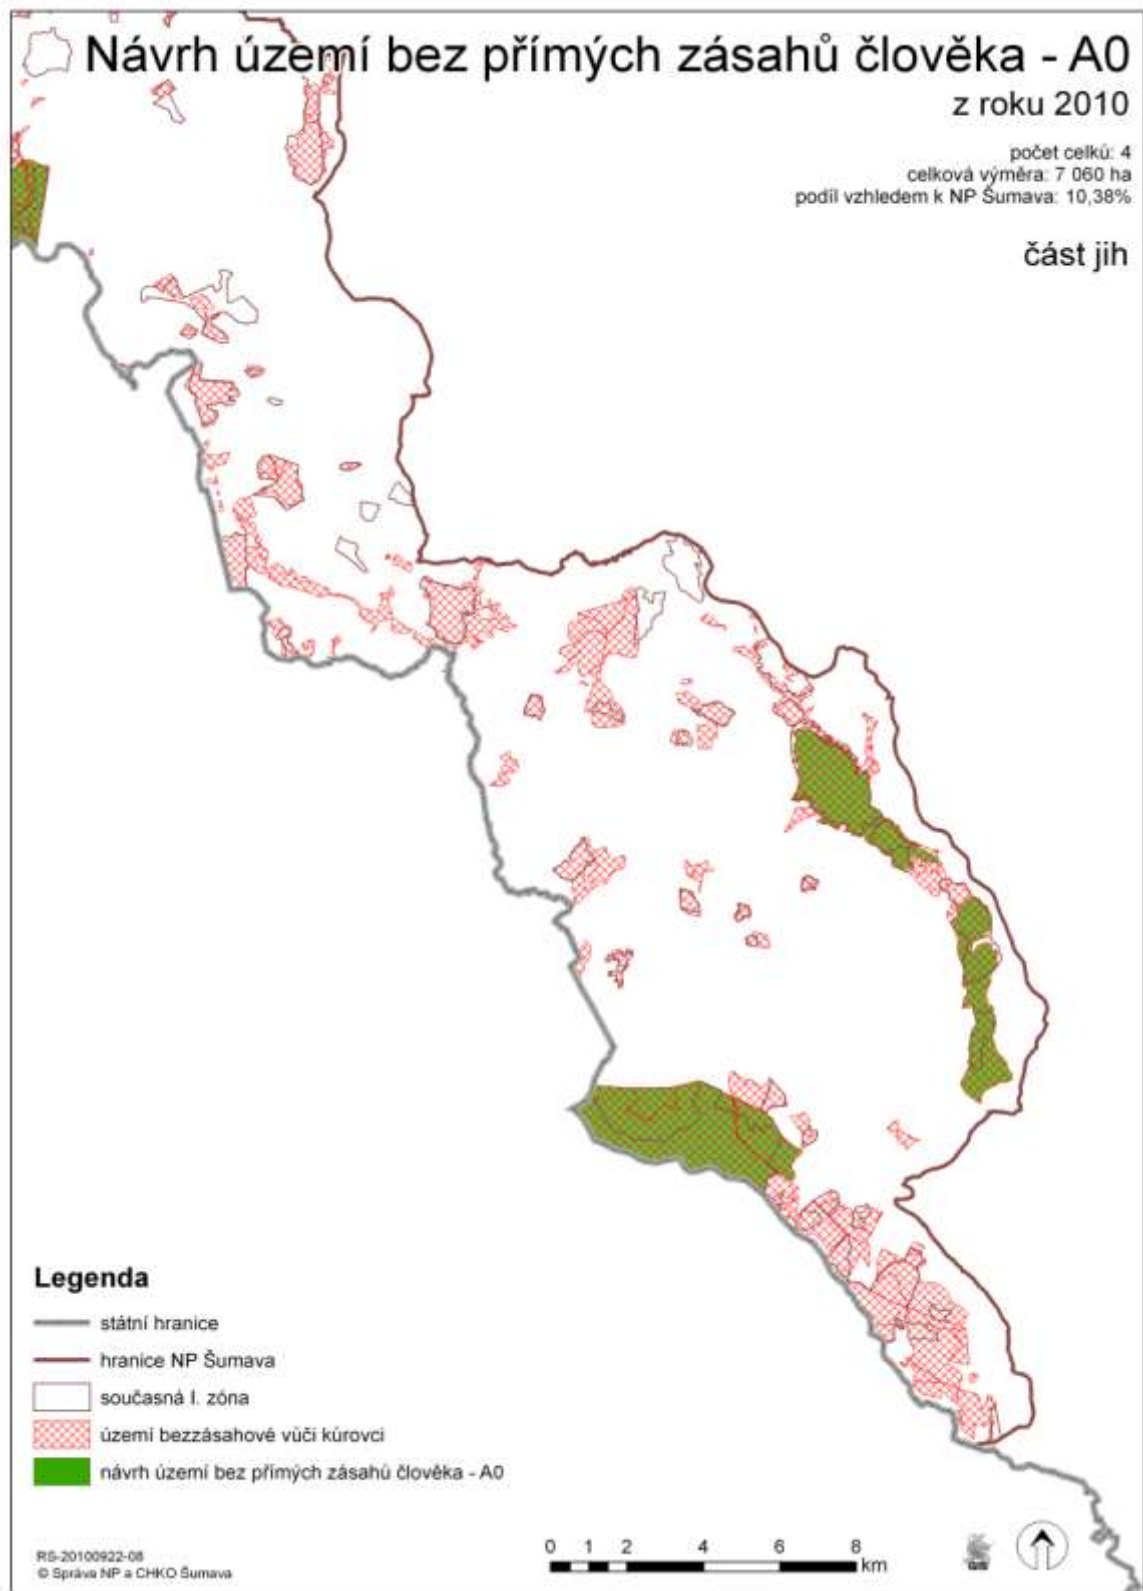 Návrh území bez přímých zásahů člověka - A0
z roku 2010
počet celků: 4
celková výměra: 7 060 ha
podíl vzhledem k NP Šumava: 10,38%
část jih
Legenda
státní hranice
hranice NP Šumava
současná I. zóna
území bezzásahové vůči kůrovci
návrh území bez přímých zásahů člověka - A0
RS-20100922-08
© Správa NP a CHKO Šumava
0 1 2 4 6 8 km
GIS